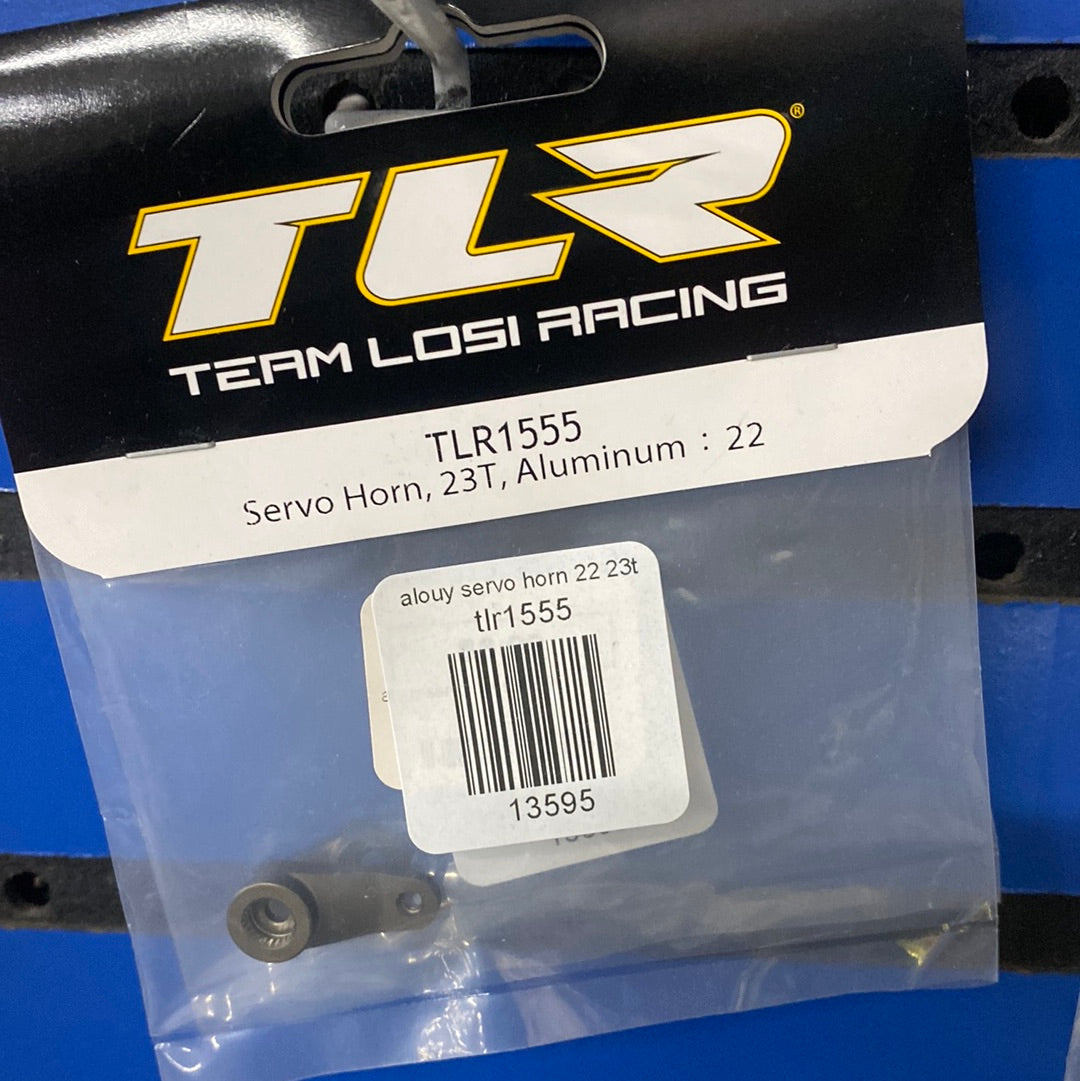 TLR®
TEAM LOSI RACING
TLR1555
Servo Horn, 23T, Aluminum : 22
alouy servo horn 22 23t
tlr1555
13595